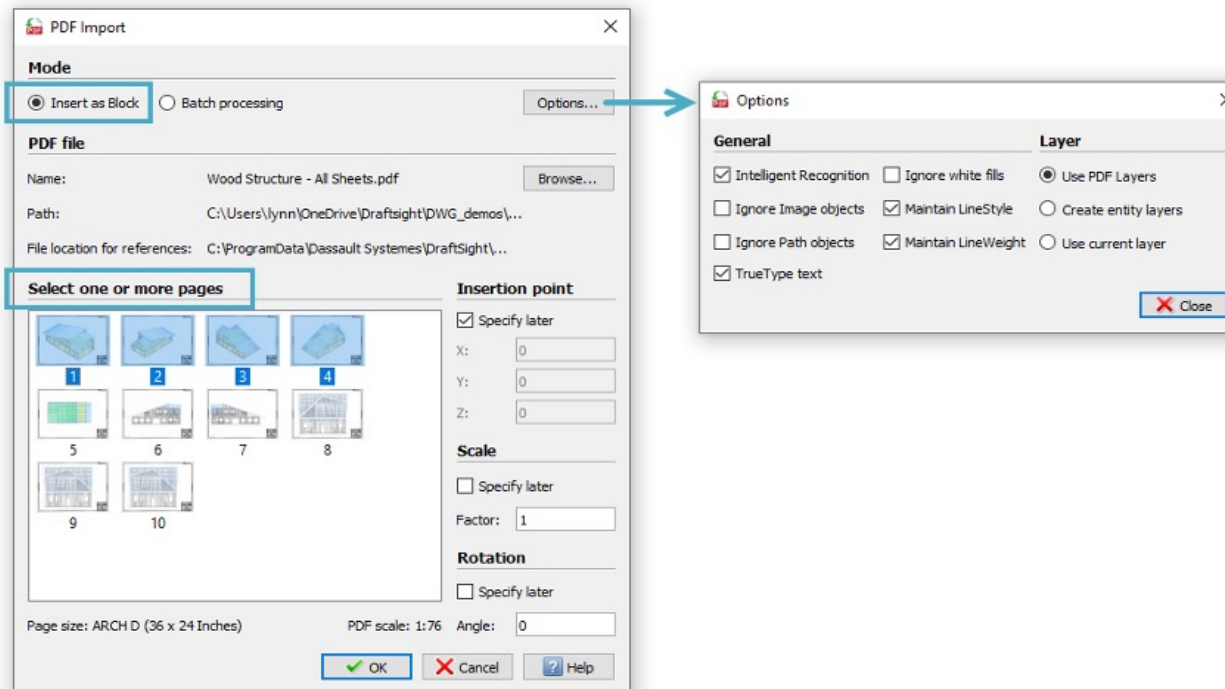 PDF Import
Mode
Insert as Block Batch processing Options...
PDF file
Name: Wood Structure - All Sheets.pdf Browse...
Path: C:\Users\lynn\OneDrive\Draftsight\DWG_demos\...
File location for references: C:\ProgramData\Dassault Systemes\DraftSight\...
Select one or more pages
1 2 3 4
5 6 7 8
9 10
Page size: ARCH D (36 x 24 Inches) PDF scale: 1:76
Insertion point
Specify later
X: 0
Y: 0
Z: 0
Scale
Specify later
Factor: 1
Rotation
Specify later
Angle: 0
OK Cancel ? Help
Options
General
Intelligent Recognition Ignore white fills
Ignore Image objects Maintain LineStyle
Ignore Path objects Maintain LineWeight
TrueType text
Layer
Use PDF Layers
Create entity layers
Use current layer
Close